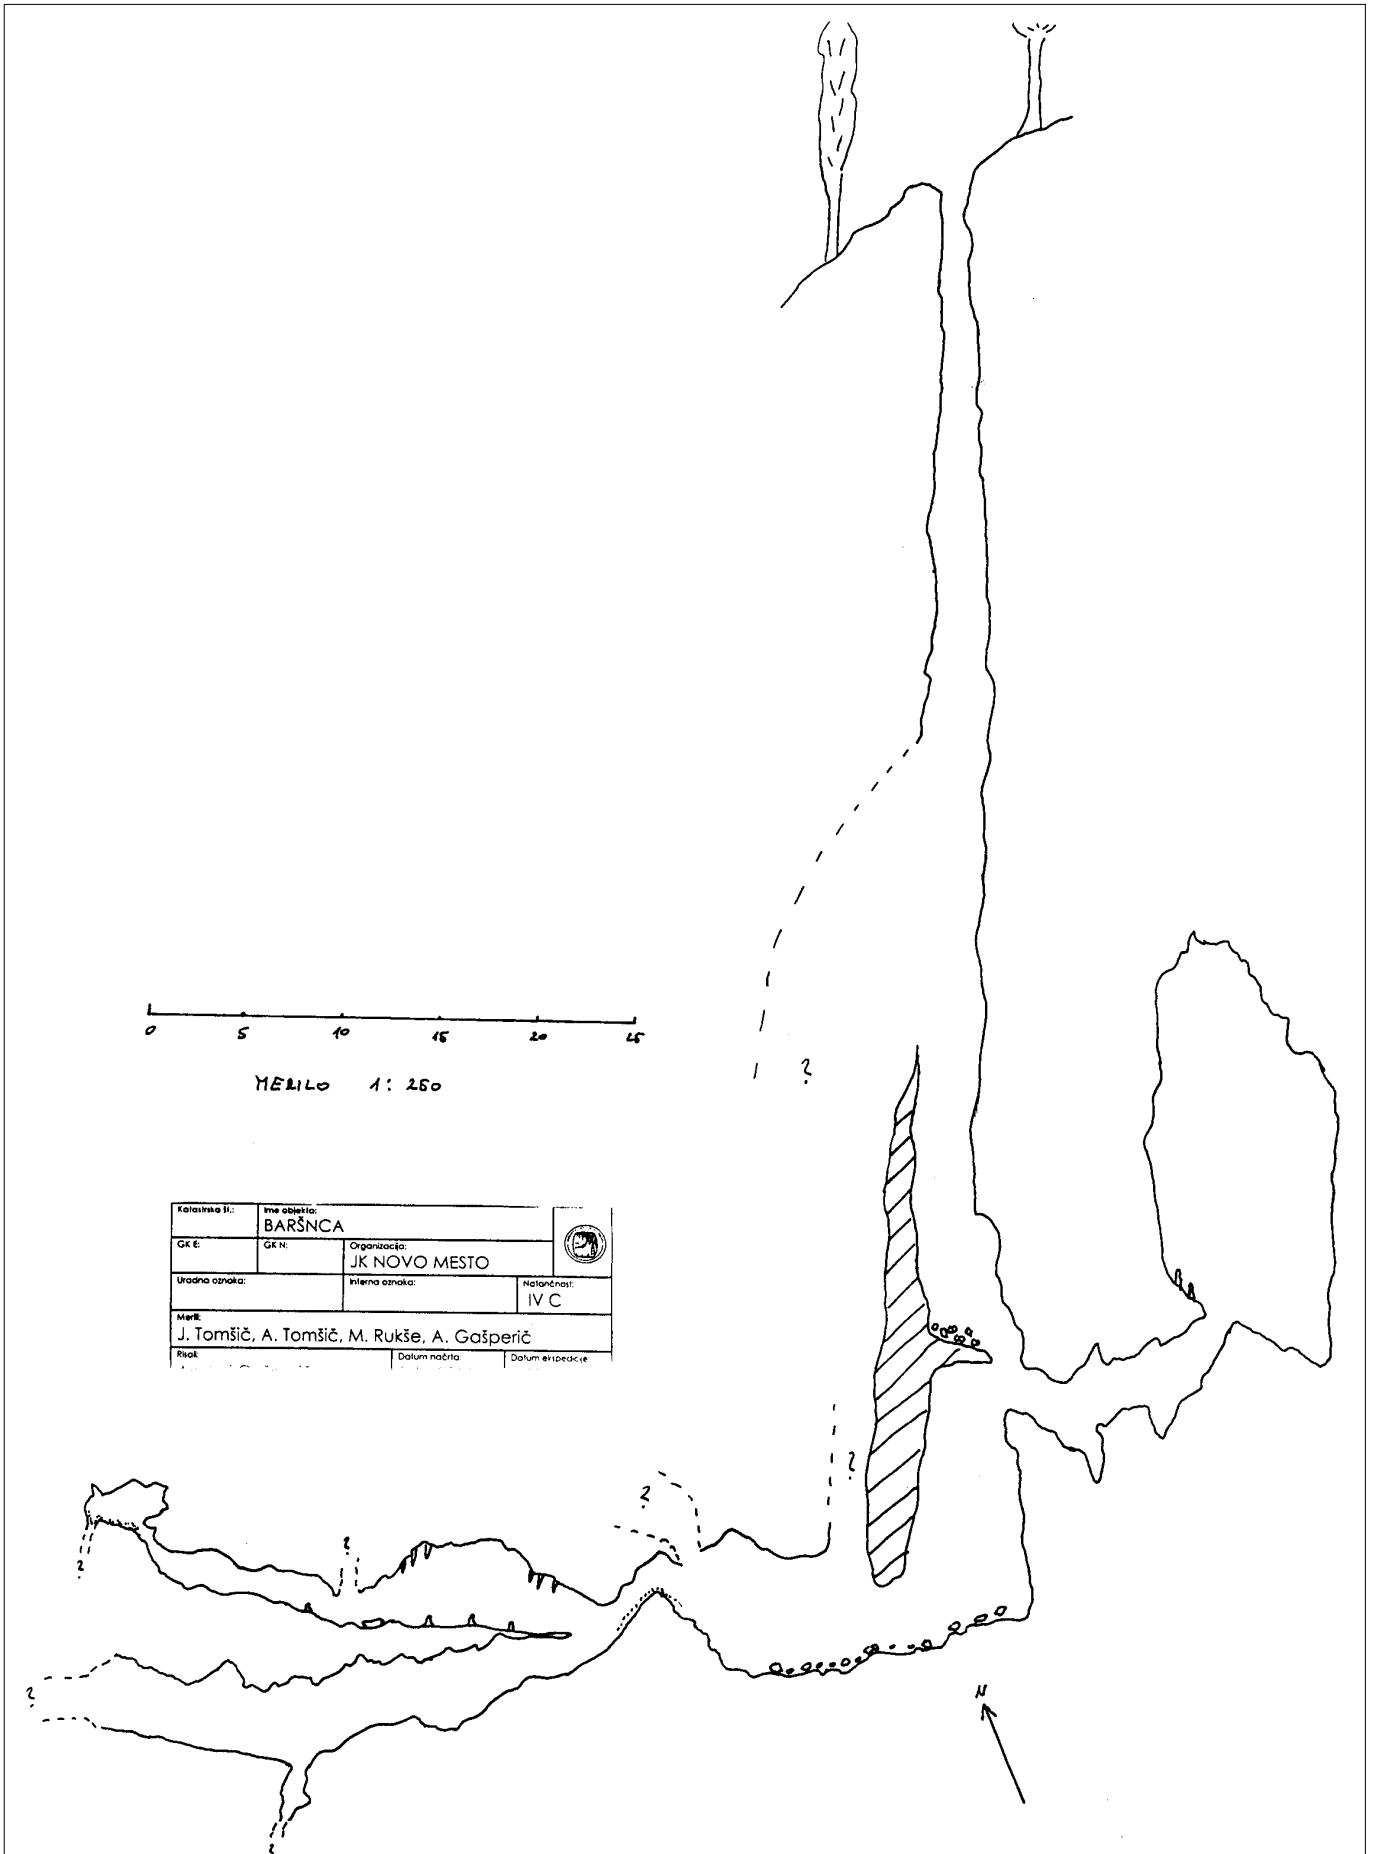 ?
0 5 10 15 20 25
MERILO 1:250
Katastrska št.:
Ime objekta:
BARŠNCA
GK E:
GK N:
Organizacija:
JK NOVO MESTO
Uradna oznaka:
Interna oznaka:
Natančnost:
IV C
Meril:
J. Tomšič, A. Tomšič, M. Rukše, A. Gašperič
Risal:
Datum načrta:
Datum ekspedicije:
?
?
?
?
?
N
?